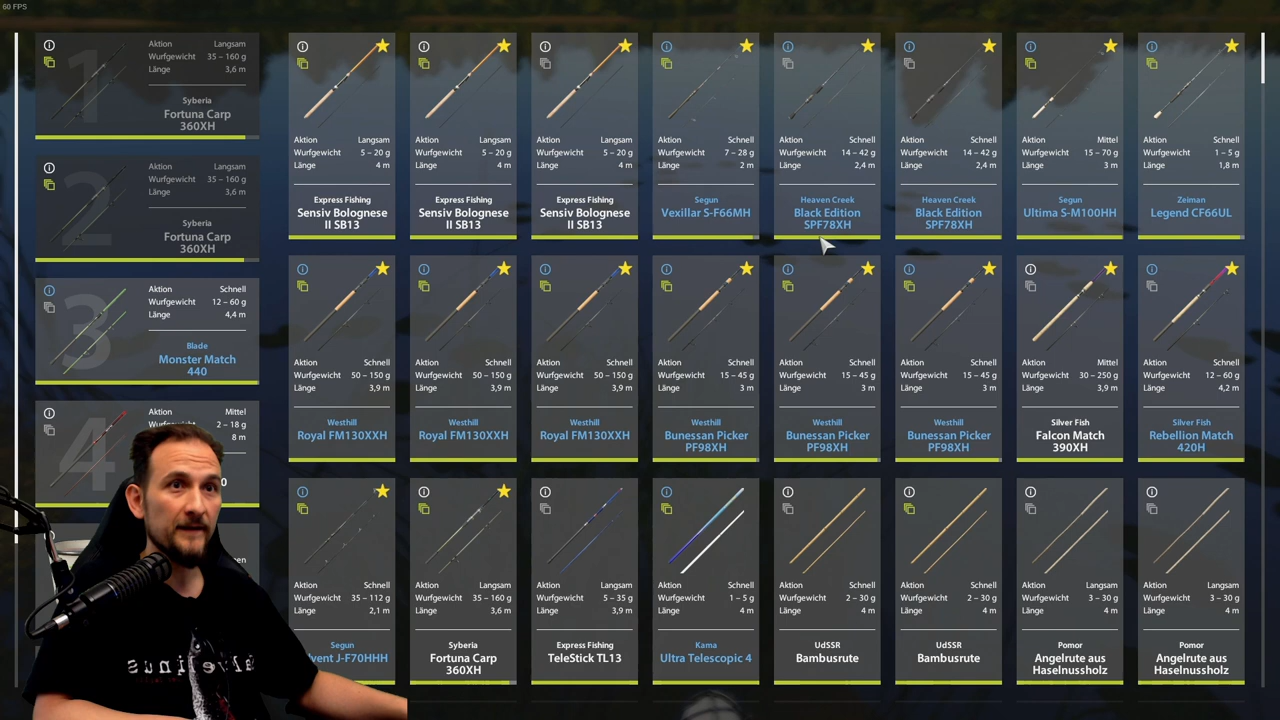 60 FPS
1
Aktion Langsam
Wurfgewicht 35 – 160 g
Länge 3,6 m
Syberia
Fortuna Carp
360XH
2
Aktion Langsam
Wurfgewicht 35 – 160 g
Länge 3,6 m
Syberia
Fortuna Carp
360XH
3
Aktion Schnell
Wurfgewicht 12 – 60 g
Länge 4,4 m
Blade
Monster Match
440
4
Aktion Mittel
Wurfgewicht 2 – 18 g
8 m
Aktion Langsam
Wurfgewicht 5 – 20 g
Länge 4 m
Express Fishing
Sensiv Bolognese
II SB13
Aktion Langsam
Wurfgewicht 5 – 20 g
Länge 4 m
Express Fishing
Sensiv Bolognese
II SB13
Aktion Langsam
Wurfgewicht 5 – 20 g
Länge 4 m
Express Fishing
Sensiv Bolognese
II SB13
Aktion Schnell
Wurfgewicht 7 – 28 g
Länge 2 m
Segun
Vexillar S-F66MH
Aktion Schnell
Wurfgewicht 14 – 42 g
Länge 2,4 m
Heaven Creek
Black Edition
SPF78XH
Aktion Schnell
Wurfgewicht 14 – 42 g
Länge 2,4 m
Heaven Creek
Black Edition
SPF78XH
Aktion Mittel
Wurfgewicht 15 – 70 g
Länge 3 m
Segun
Ultima S-M100HH
Aktion Schnell
Wurfgewicht 1 – 5 g
Länge 1,8 m
Zeiman
Legend CF66UL
Aktion Schnell
Wurfgewicht 50 – 150 g
Länge 3,9 m
Westhill
Royal FM130XXH
Aktion Schnell
Wurfgewicht 50 – 150 g
Länge 3,9 m
Westhill
Royal FM130XXH
Aktion Schnell
Wurfgewicht 50 – 150 g
Länge 3,9 m
Westhill
Royal FM130XXH
Aktion Schnell
Wurfgewicht 15 – 45 g
Länge 3 m
Westhill
Bunessan Picker
PF98XH
Aktion Schnell
Wurfgewicht 15 – 45 g
Länge 3 m
Westhill
Bunessan Picker
PF98XH
Aktion Schnell
Wurfgewicht 15 – 45 g
Länge 3 m
Westhill
Bunessan Picker
PF98XH
Aktion Mittel
Wurfgewicht 30 – 250 g
Länge 3,9 m
Silver Fish
Falcon Match
390XH
Aktion Schnell
Wurfgewicht 12 – 60 g
Länge 4,2 m
Silver Fish
Rebellion Match
420H
Aktion Schnell
Wurfgewicht 35 – 112 g
Länge 2,1 m
Segun
J-F70HHH
Aktion Langsam
Wurfgewicht 35 – 160 g
Länge 3,6 m
Syberia
Fortuna Carp
360XH
Aktion Langsam
Wurfgewicht 5 – 35 g
Länge 3,9 m
Express Fishing
TeleStick TL13
Aktion Schnell
Wurfgewicht 1 – 5 g
Länge 4 m
Kama
Ultra Telescopic 4
Aktion Schnell
Wurfgewicht 2 – 30 g
Länge 4 m
UdSSR
Bambusrute
Aktion Schnell
Wurfgewicht 2 – 30 g
Länge 4 m
UdSSR
Bambusrute
Aktion Langsam
Wurfgewicht 3 – 30 g
Länge 4 m
Pomor
Angelrute aus
Haselnussholz
Aktion Langsam
Wurfgewicht 3 – 30 g
Länge 4 m
Pomor
Angelrute aus
Haselnussholz